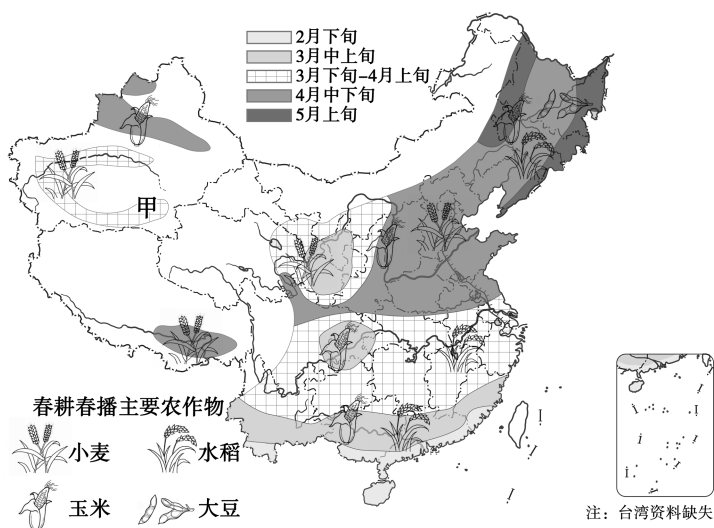 2月下旬
3月中上旬
3月下旬-4月上旬
4月中下旬
5月上旬
甲
春耕春播主要农作物
小麦
水稻
玉米
大豆
注：台湾资料缺失